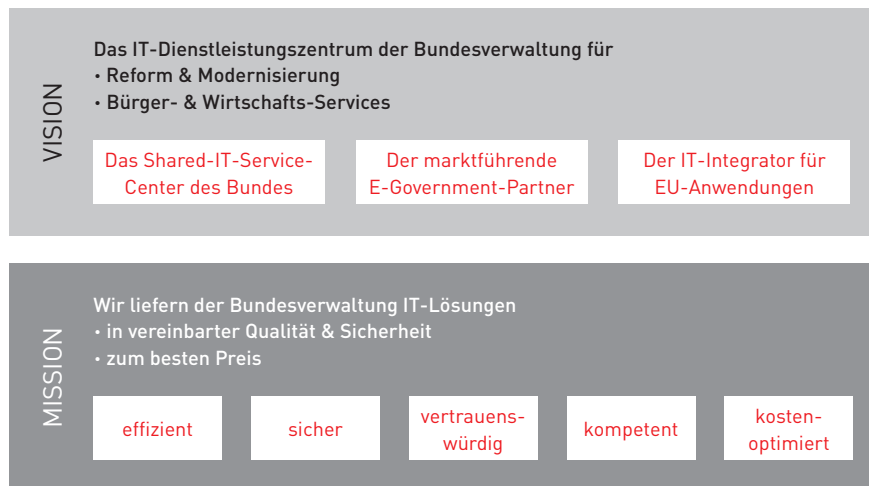 VISION
Das IT-Dienstleistungszentrum der Bundesverwaltung für
• Reform & Modernisierung
• Bürger- & Wirtschafts-Services
Das Shared-IT-Service-
Center des Bundes
Der marktführende
E-Government-Partner
Der IT-Integrator für
EU-Anwendungen
MISSION
Wir liefern der Bundesverwaltung IT-Lösungen
• in vereinbarter Qualität & Sicherheit
• zum besten Preis
effizient
sicher
vertrauens-
würdig
kompetent
kosten-
optimiert